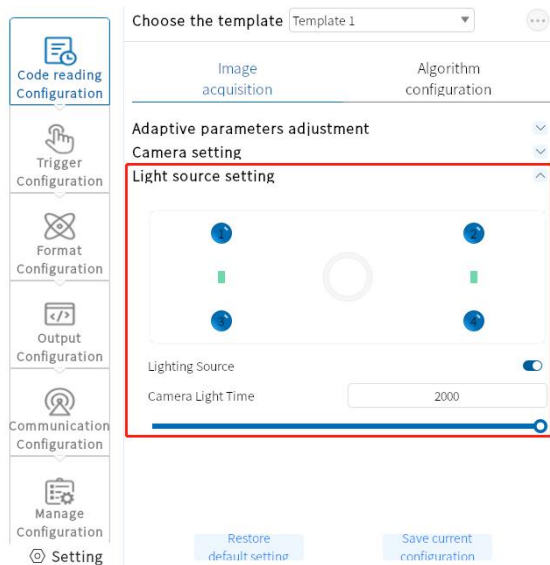 Choose the template Template 1
Code reading
Configuration
Trigger
Configuration
Format
Configuration
Output
Configuration
Communication
Configuration
Manage
Configuration
Setting
Image
acquisition
Algorithm
configuration
Adaptive parameters adjustment
Camera setting
Light source setting
1
2
3
4
Lighting Source
Camera Light Time 2000
Restore
default setting
Save current
configuration